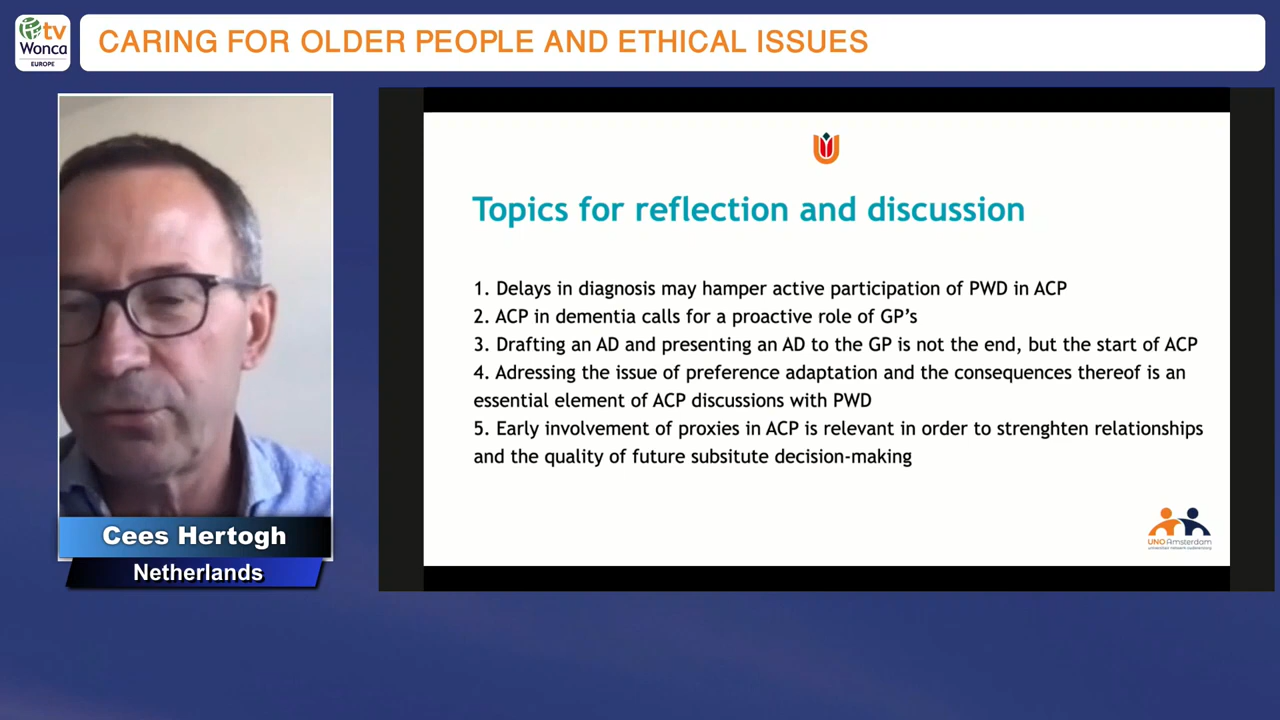 tv
Wonca
EUROPE
CARING FOR OLDER PEOPLE AND ETHICAL ISSUES
Topics for reflection and discussion
1. Delays in diagnosis may hamper active participation of PWD in ACP
2. ACP in dementia calls for a proactive role of GP's
3. Drafting an AD and presenting an AD to the GP is not the end, but the start of ACP
4. Adressing the issue of preference adaptation and the consequences thereof is an
essential element of ACP discussions with PWD
5. Early involvement of proxies in ACP is relevant in order to strenghten relationships
and the quality of future subsitute decision-making
UNO Amsterdam
universitair netwerk ouderenzorg
Cees Hertogh
Netherlands